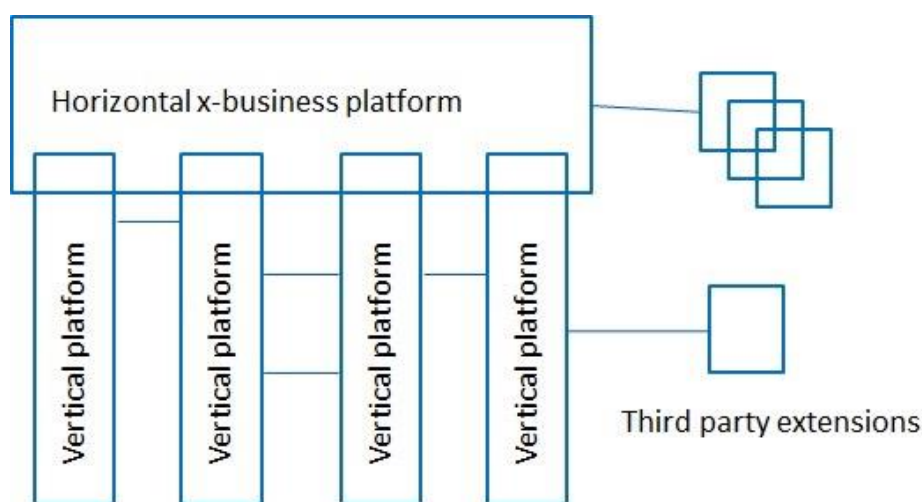 Horizontal x-business platform
Vertical platform
Vertical platform
Vertical platform
Vertical platform
Third party extensions